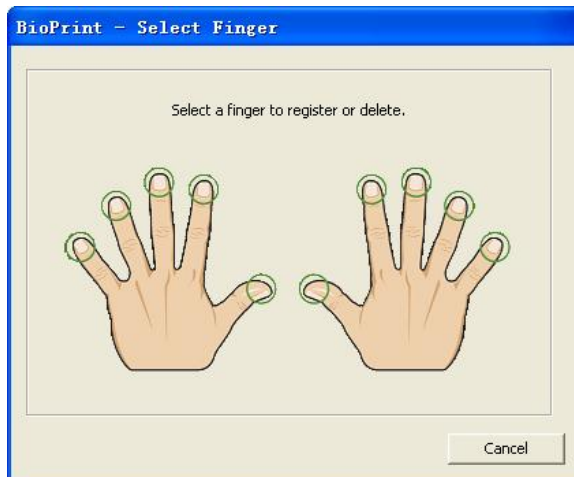 BioPrint - Select Finger
Select a finger to register or delete.
Cancel